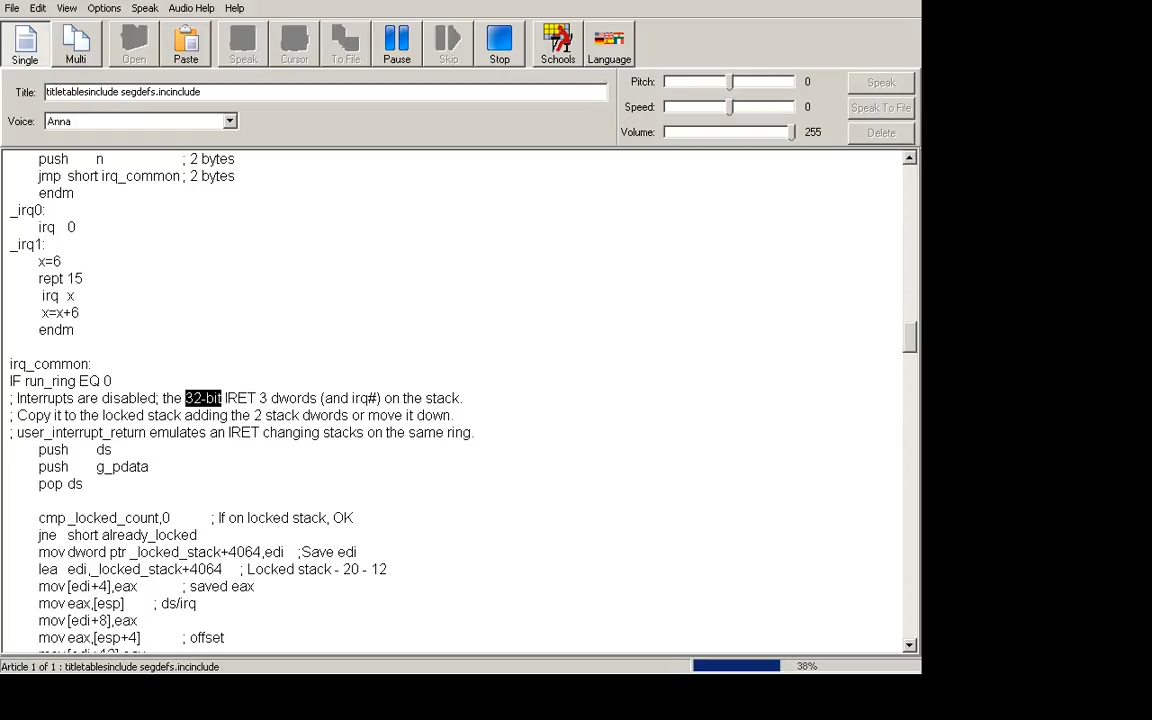 File Edit View Options Speak Audio Help Help
Single Multi Open Paste Speak Cursor To File Pause Skip Stop Schools Language
Title: titletablesinclude segdefs.incinclude
Voice: Anna
Pitch: 0 Speak
Speed: 0 Speak To File
Volume: 255 Delete
push n ; 2 bytes
jmp short irq_common ; 2 bytes
endm
_irq0:
irq 0
_irq1:
x=6
rept 15
irq x
x=x+6
endm
irq_common:
IF run_ring EQ 0
; Interrupts are disabled; the 32-bit IRET 3 dwords (and irq#) on the stack.
; Copy it to the locked stack adding the 2 stack dwords or move it down.
; user_interrupt_return emulates an IRET changing stacks on the same ring.
push ds
push g_pdata
pop ds
cmp _locked_count,0 ; If on locked stack, OK
jne short already_locked
mov dword ptr _locked_stack+4064,edi ;Save edi
lea edi,_locked_stack+4064 ; Locked stack - 20 - 12
mov [edi+4],eax ; saved eax
mov eax,[esp] ; ds/irq
mov [edi+8],eax
mov eax,[esp+4] ; offset
Article 1 of 1 : titletablesinclude segdefs.incinclude 38%